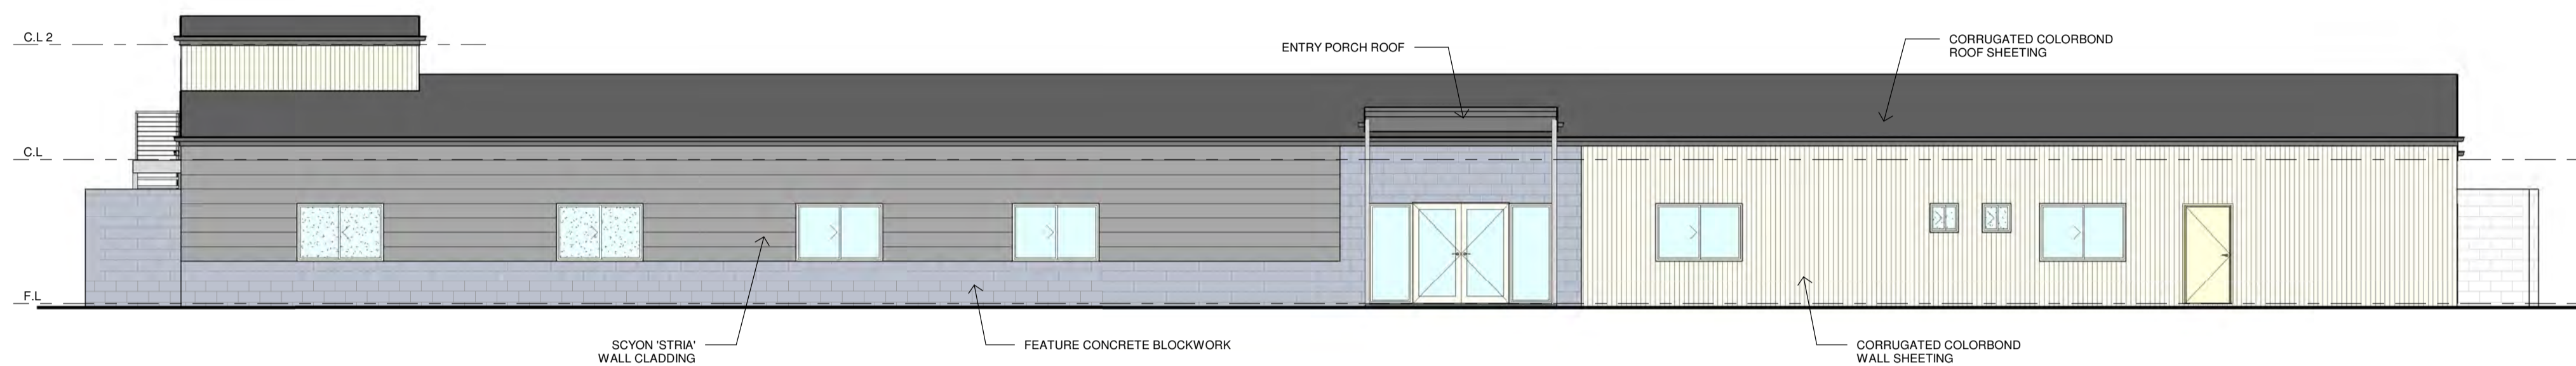 C.L 2
ENTRY PORCH ROOF
CORRUGATED COLORBOND
ROOF SHEETING
C.L
F.L
SCYON 'STRIA'
WALL CLADDING
FEATURE CONCRETE BLOCKWORK
CORRUGATED COLORBOND
WALL SHEETING